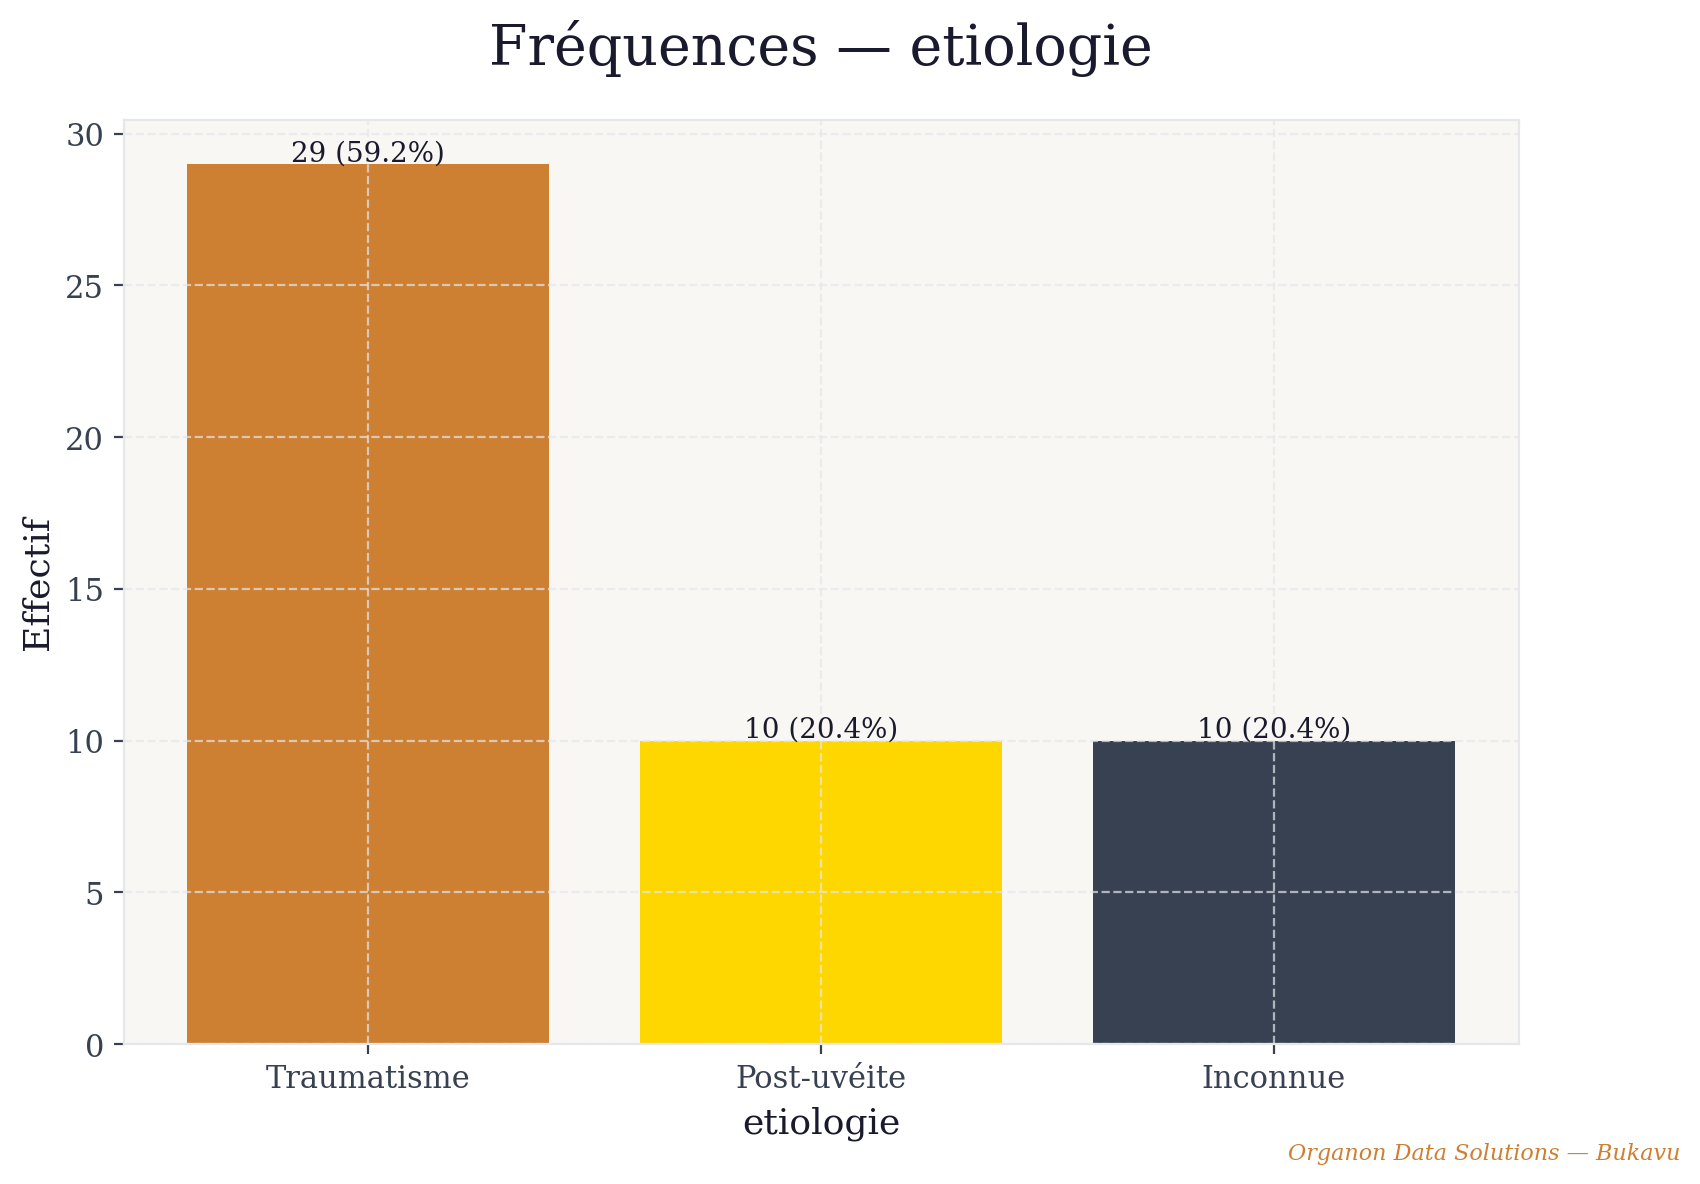 Fréquences — etiologie
30
25
20
15
10
5
0
Effectif
29 (59.2%)
10 (20.4%)
10 (20.4%)
Traumatisme
Post-uvéite
Inconnue
etiologie
Organon Data Solutions — Bukavu